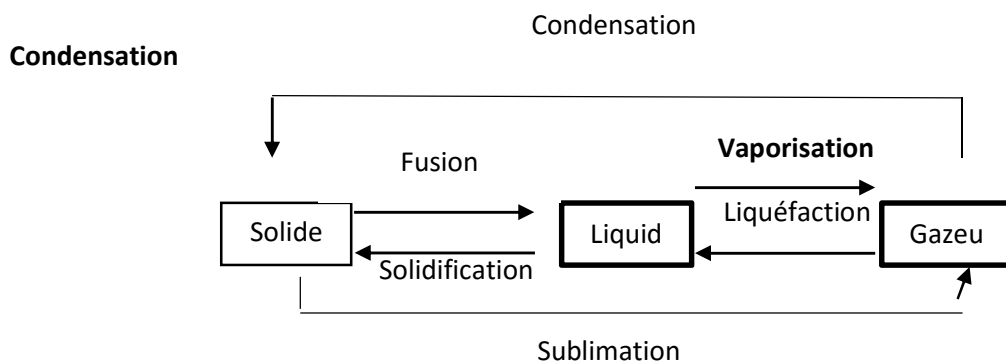 Condensation
Condensation
Fusion
Vaporisation
Solide
Liquid
Liquéfaction
Gazeu
Solidification
Sublimation